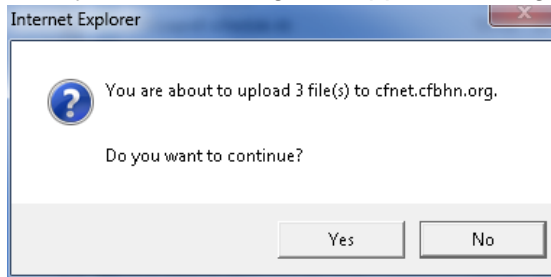 Internet Explorer
You are about to upload 3 file(s) to cfnet.cfbhn.org.
Do you want to continue?
Yes
No